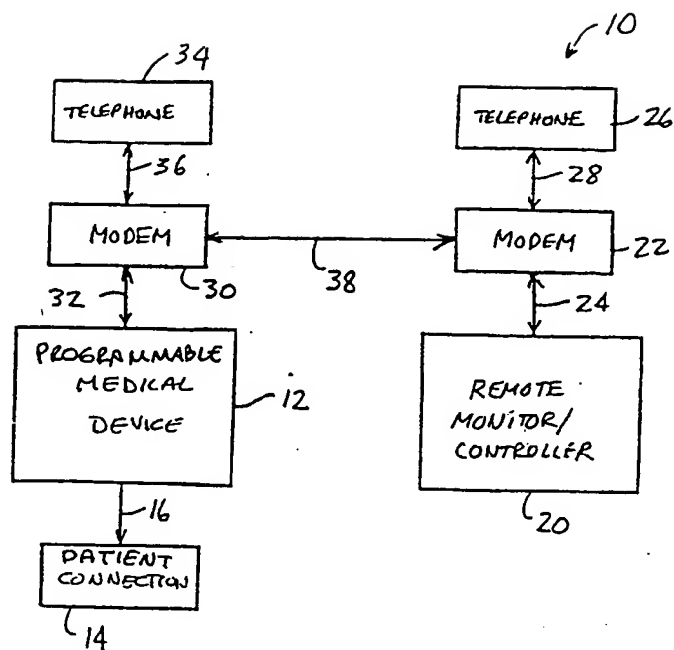 10
34
TELEPHONE
36
TELEPHONE
26
28
MODEM
30
38
MODEM
22
32
24
PROGRAMMABLE
MEDICAL
DEVICE
12
REMOTE
MONITOR/
CONTROLLER
20
16
PATIENT
CONNECTION
14